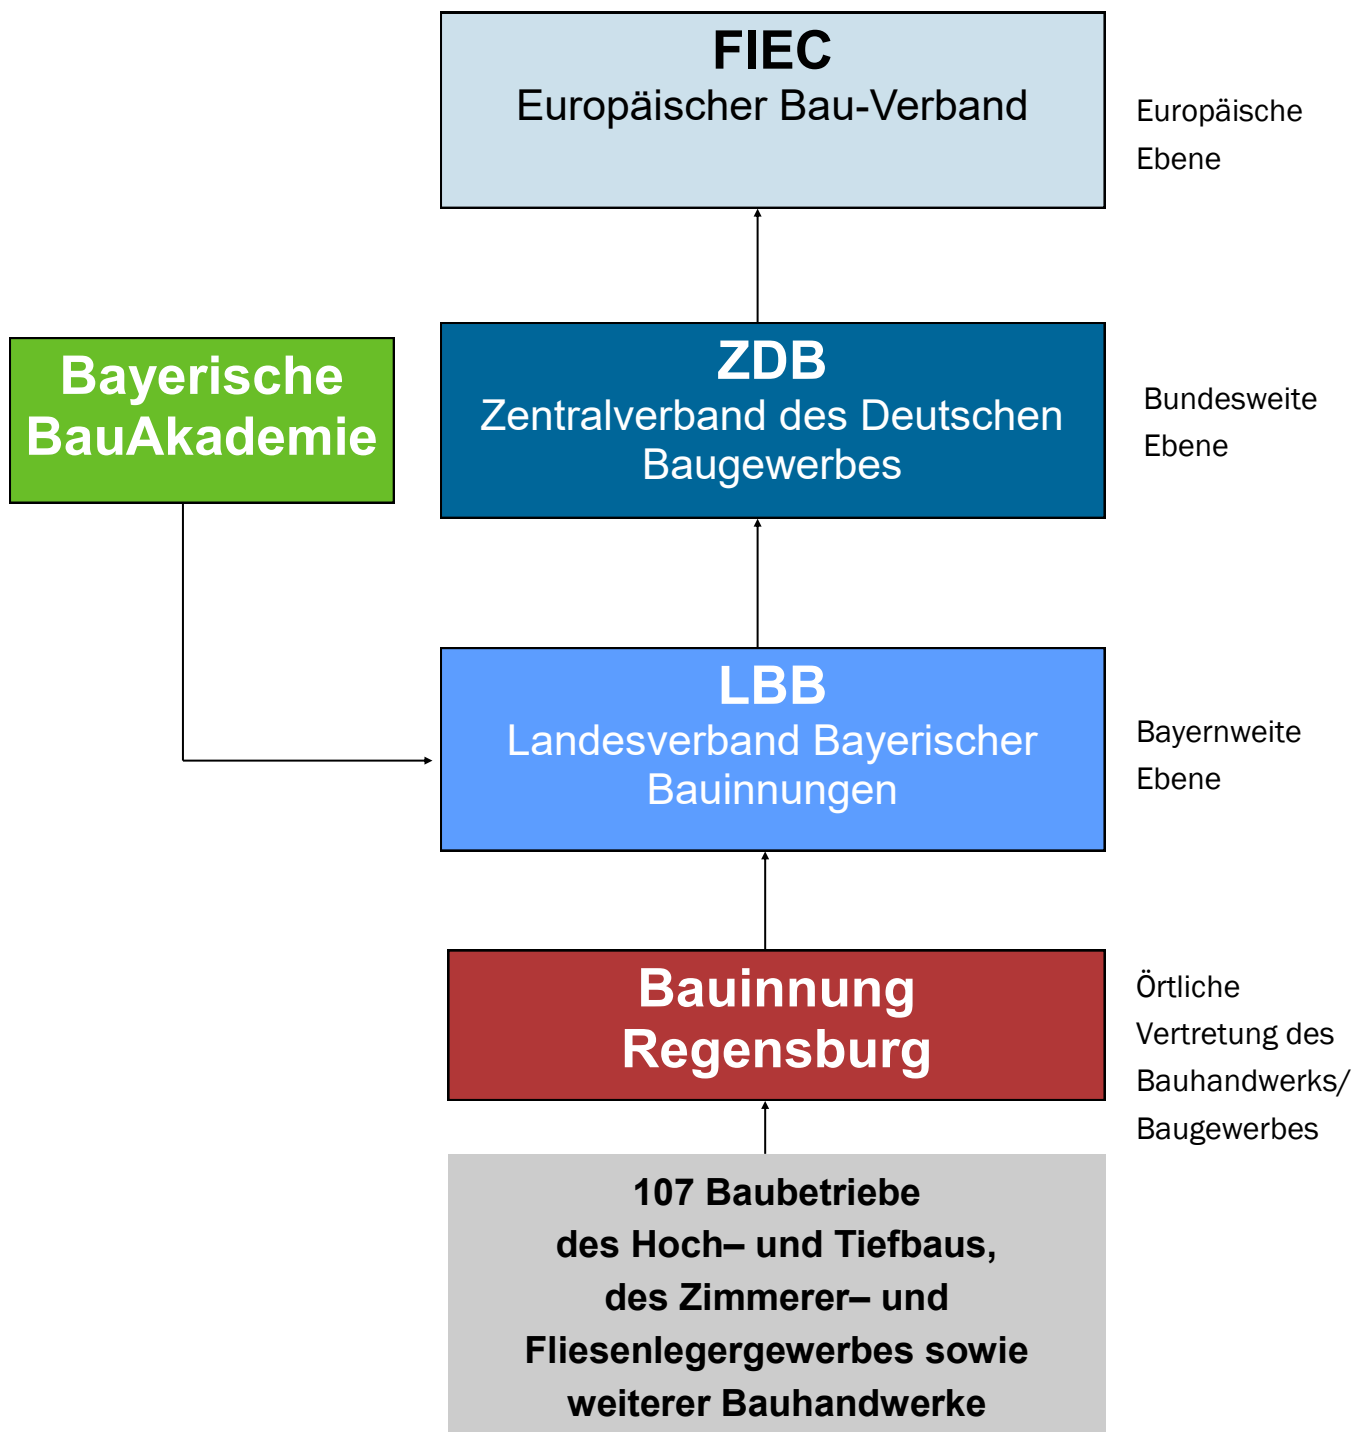 FIEC
Europäischer Bau-Verband
Europäische
Ebene
Bayerische
BauAkademie
ZDB
Zentralverband des Deutschen
Baugewerbes
Bundesweite
Ebene
LBB
Landesverband Bayerischer
Bauinnungen
Bayernweite
Ebene
Bauinnung
Regensburg
Örtliche
Vertretung des
Bauhandwerks/
Baugewerbes
107 Baubetriebe
des Hoch– und Tiefbaus,
des Zimmerer– und
Fliesenlegergewerbes sowie
weiterer Bauhandwerke